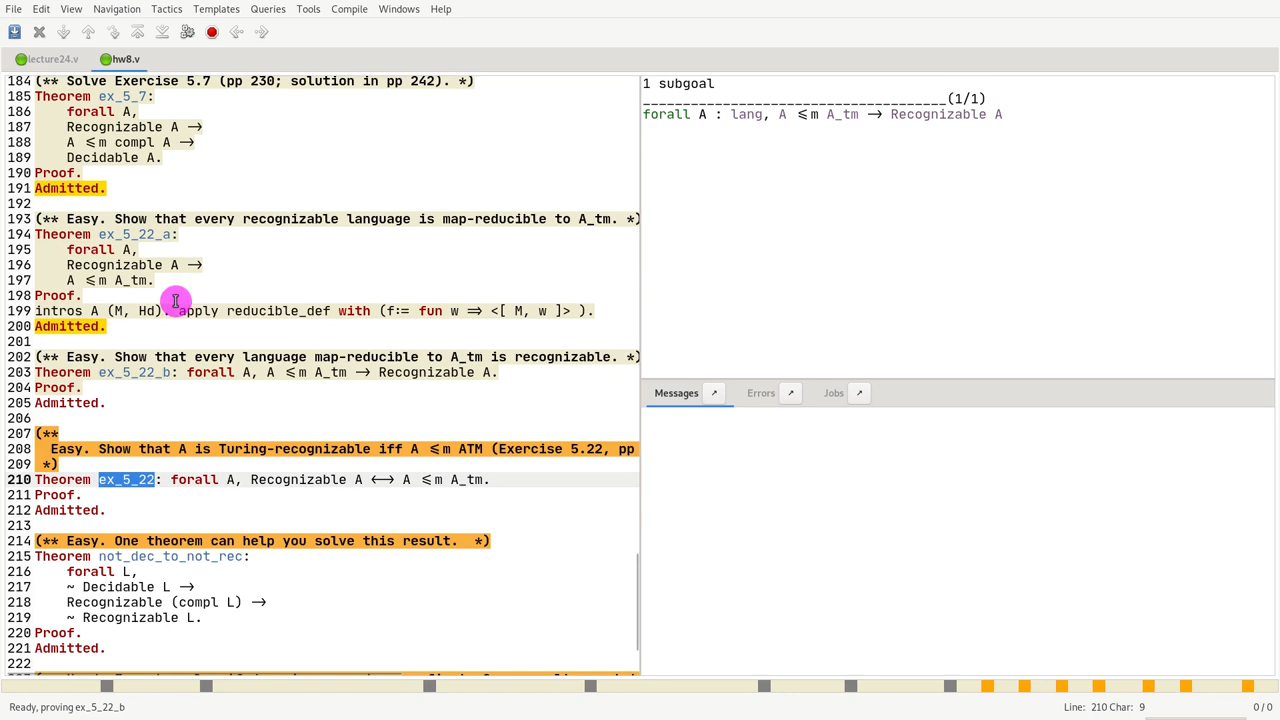 File Edit View Navigation Tactics Templates Queries Tools Compile Windows Help
lecture24.v hw8.v
184 (** Solve Exercise 5.7 (pp 230; solution in pp 242). *)
185 Theorem ex_5_7:
186 forall A,
187 Recognizable A →
188 A ≤m compl A →
189 Decidable A.
190 Proof.
191 Admitted.
192
193 (** Easy. Show that every recognizable language is map-reducible to A_tm. *)
194 Theorem ex_5_22_a:
195 forall A,
196 Recognizable A →
197 A ≤m A_tm.
198 Proof.
199 intros A (M, Hd). apply reducible_def with (f:= fun w ⇒ <[ M, w ]> ).
200 Admitted.
201
202 (** Easy. Show that every language map-reducible to A_tm is recognizable. *)
203 Theorem ex_5_22_b: forall A, A ≤m A_tm → Recognizable A.
204 Proof.
205 Admitted.
206
207 (**
208 Easy. Show that A is Turing-recognizable iff A ≤m ATM (Exercise 5.22, pp
209 *)
210 Theorem ex_5_22: forall A, Recognizable A ↔ A ≤m A_tm.
211 Proof.
212 Admitted.
213
214 (** Easy. One theorem can help you solve this result. *)
215 Theorem not_dec_to_not_rec:
216 forall L,
217 ~ Decidable L →
218 Recognizable (compl L) →
219 ~ Recognizable L.
220 Proof.
221 Admitted.
222
1 subgoal
______________________________________(1/1)
forall A : lang, A ≤m A_tm → Recognizable A
Messages ↗ Errors ↗ Jobs ↗
Ready, proving ex_5_22_b Line: 210 Char: 9 0 / 0